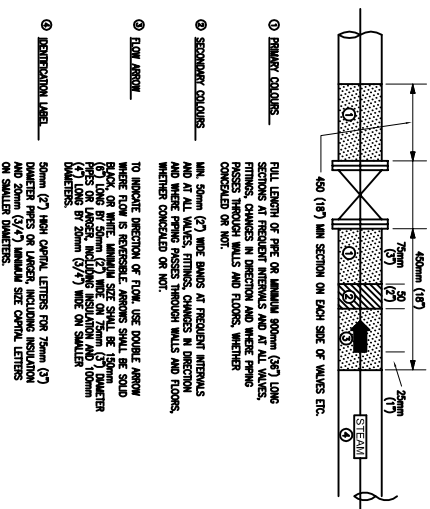 450mm (18")
75mm
(3")
50
(2")
25mm
(1")
1
1
2
3
STEAM
4
450 (18") MIN SECTION ON EACH SIDE OF VALVES ETC.
1 PRIMARY COLOURS
FULL LENGTH OF PIPE OR MINIMUM 900mm (36") LONG
SECTIONS AT FREQUENT INTERVALS AND AT ALL VALVES,
FITTINGS, CHANGES IN DIRECTION AND WHERE PIPING
PASSES THROUGH WALLS AND FLOORS, WHETHER
CONCEALED OR NOT.
2 SECONDARY COLOURS
MIN. 50mm (2") WIDE BANDS AT FREQUENT INTERVALS
AND AT ALL VALVES, FITTINGS, CHANGES IN DIRECTION
AND WHERE PIPING PASSES THROUGH WALLS AND FLOORS,
WHETHER CONCEALED OR NOT.
3 FLOW ARROW
TO INDICATE DIRECTION OF FLOW. USE DOUBLE ARROW
WHERE FLOW IS REVERSIBLE. ARROWS SHALL BE SOLID
BLACK, OR WHITE. MINIMUM SIZE SHALL BE 150mm
(6") LONG BY 50mm (2") WIDE ON 75mm (3") DIAMETER
PIPES OR LARGER, INCLUDING INSULATION AND 100mm
(4") LONG BY 20mm (3/4") WIDE ON SMALLER
DIAMETERS.
4 IDENTIFICATION LABEL
50mm (2") HIGH CAPITAL LETTERS FOR 75mm (3")
DIAMETER PIPES OR LARGER, INCLUDING INSULATION
AND 20mm (3/4") MINIMUM SIZE CAPITAL LETTERS
ON SMALLER DIAMETERS.